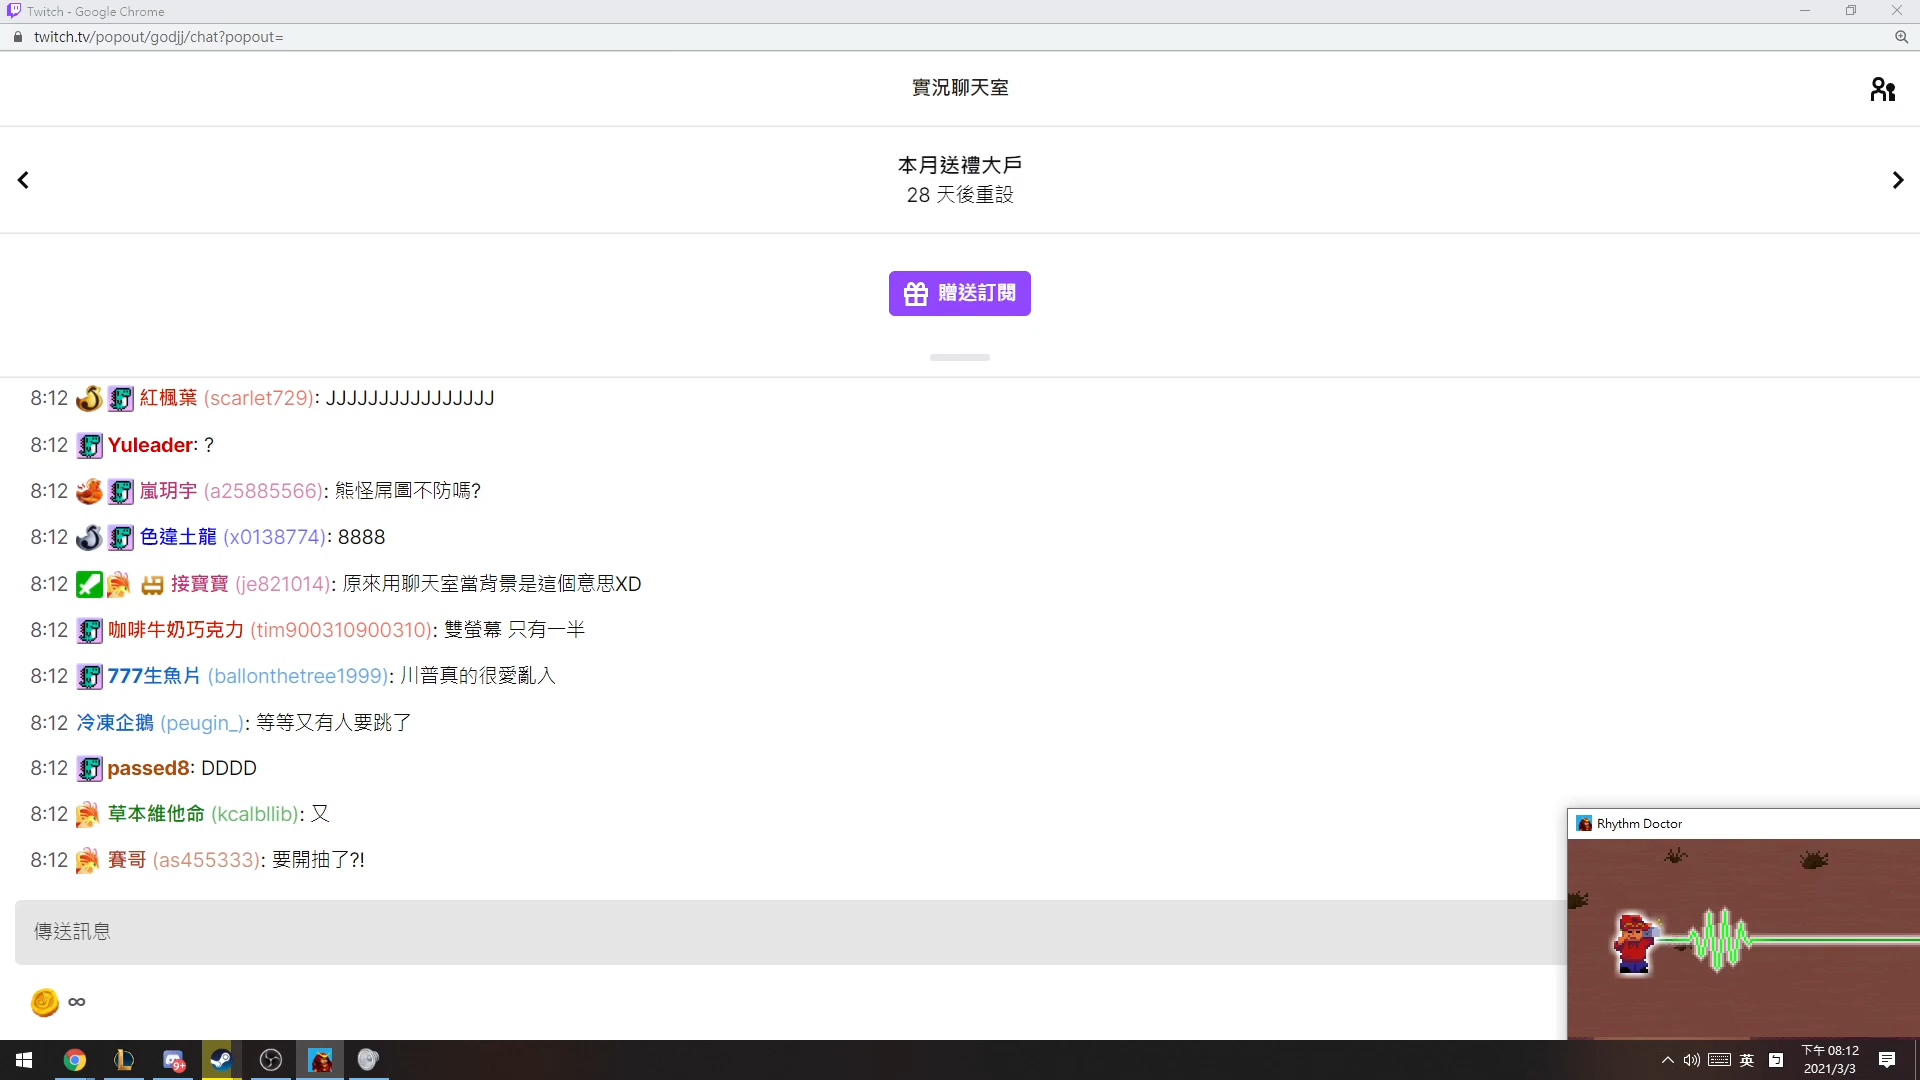 Twitch - Google Chrome
twitch.tv/popout/godjj/chat?popout=
實況聊天室
本月送禮大戶
28 天後重設
贈送訂閱
8:12 紅楓葉 (scarlet729): JJJJJJJJJJJJJJJJ
8:12 Yuleader: ?
8:12 嵐玥宇 (a25885566): 熊怪屌圖不防嗎?
8:12 色違土龍 (x0138774): 8888
8:12 接寶寶 (je821014): 原來用聊天室當背景是這個意思XD
8:12 咖啡牛奶巧克力 (tim900310900310): 雙螢幕 只有一半
8:12 777生魚片 (ballonthetree1999): 川普真的很愛亂入
8:12 冷凍企鵝 (peugin_): 等等又有人要跳了
8:12 passed8: DDDD
8:12 草本維他命 (kcalbllib): 又
8:12 賽哥 (as455333): 要開抽了?!
傳送訊息
∞
Rhythm Doctor
9+
英
下午 08:12
2021/3/3